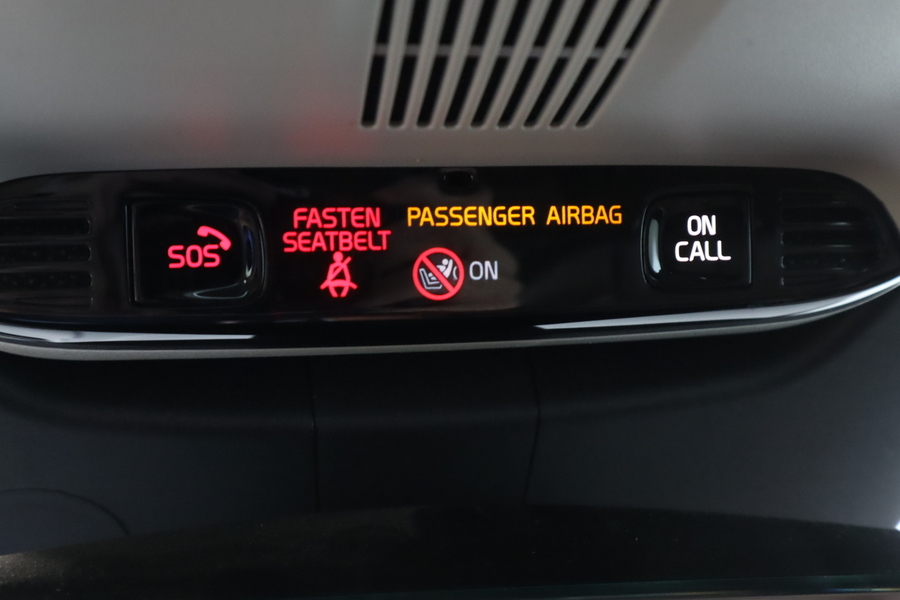 SOS
FASTEN
SEATBELT
PASSENGER AIRBAG
ON
ON
CALL